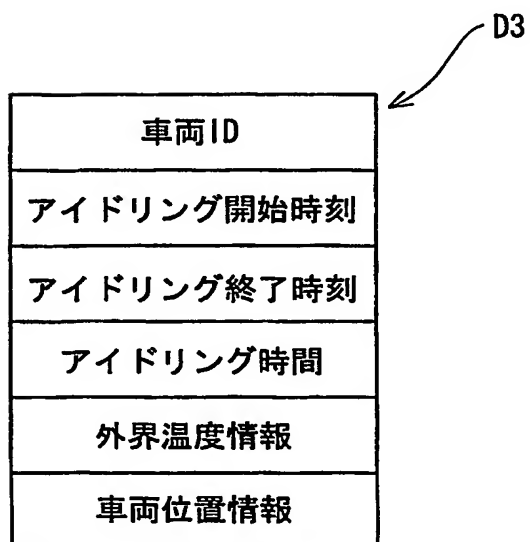 D3
車両ID
アイドリング開始時刻
アイドリング終了時刻
アイドリング時間
外界温度情報
車両位置情報